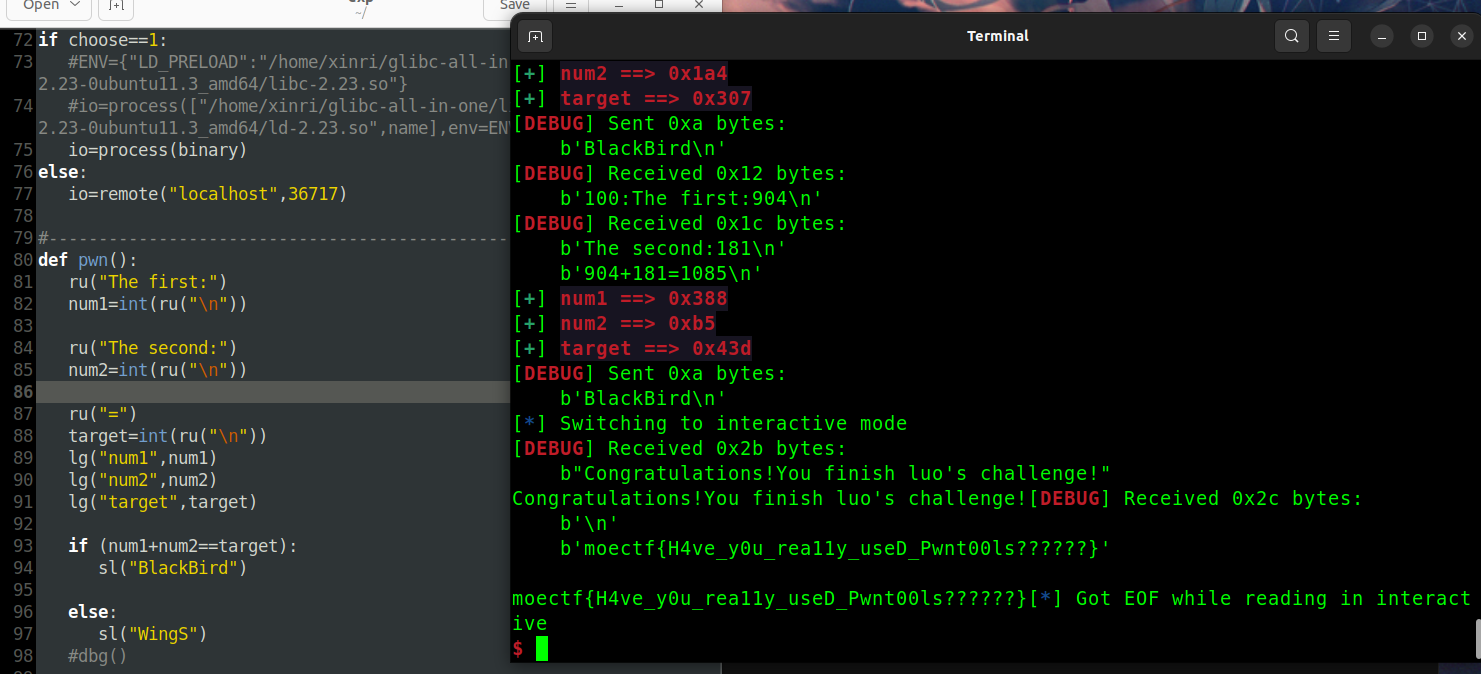 Open
exp
~/
Save
72 if choose==1:
73 #ENV={"LD_PRELOAD":"/home/xinri/glibc-all-in
2.23-0ubuntu11.3_amd64/libc-2.23.so"}
74 #io=process(["/home/xinri/glibc-all-in-one/l
2.23-0ubuntu11.3_amd64/ld-2.23.so",name],env=EN
75 io=process(binary)
76 else:
77 io=remote("localhost",36717)
78
79 #-----------------------------------------------
80 def pwn():
81 ru("The first:")
82 num1=int(ru("\n"))
83
84 ru("The second:")
85 num2=int(ru("\n"))
86
87 ru("=")
88 target=int(ru("\n"))
89 lg("num1",num1)
90 lg("num2",num2)
91 lg("target",target)
92
93 if (num1+num2==target):
94 sl("BlackBird")
95
96 else:
97 sl("WingS")
98 #dbg()
Terminal
[+] num2 ==> 0x1a4
[+] target ==> 0x307
[DEBUG] Sent 0xa bytes:
b'BlackBird\n'
[DEBUG] Received 0x12 bytes:
b'100:The first:904\n'
[DEBUG] Received 0x1c bytes:
b'The second:181\n'
b'904+181=1085\n'
[+] num1 ==> 0x388
[+] num2 ==> 0xb5
[+] target ==> 0x43d
[DEBUG] Sent 0xa bytes:
b'BlackBird\n'
[*] Switching to interactive mode
[DEBUG] Received 0x2b bytes:
b"Congratulations!You finish luo's challenge!"
Congratulations!You finish luo's challenge![DEBUG] Received 0x2c bytes:
b'\n'
b'moectf{H4ve_y0u_rea11y_useD_Pwnt00ls??????}'
moectf{H4ve_y0u_rea11y_useD_Pwnt00ls??????}[*] Got EOF while reading in interact
ive
$